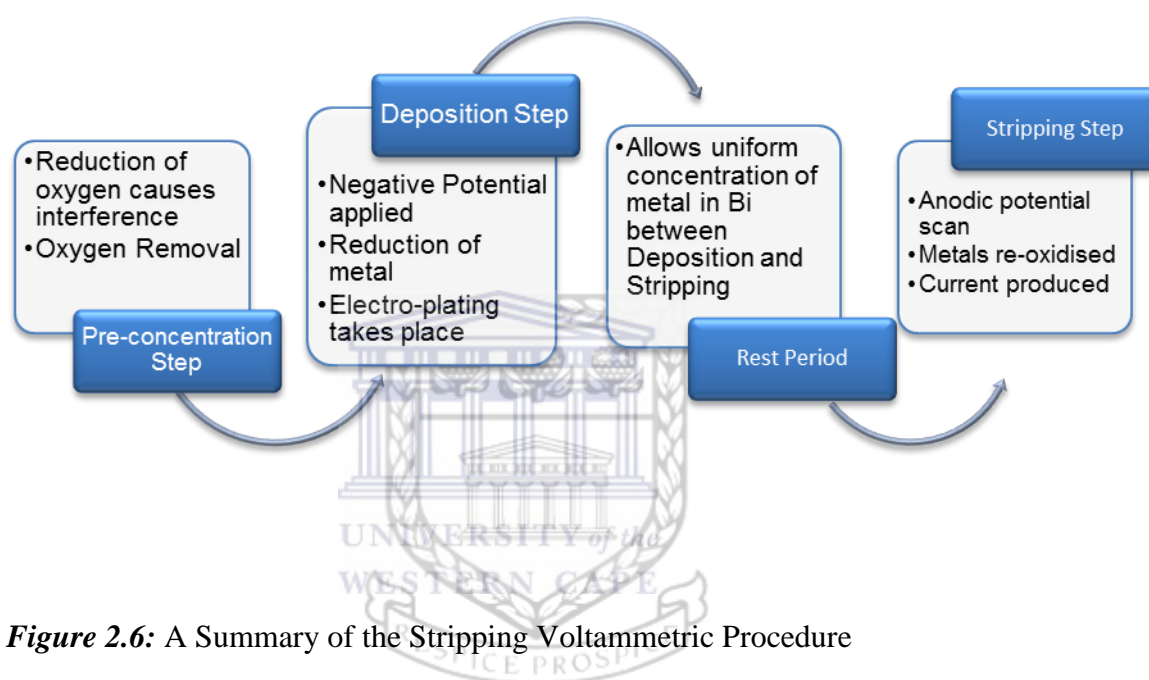 •Reduction of
oxygen causes
interference
•Oxygen Removal
Pre-concentration
Step
Deposition Step
•Negative Potential
applied
•Reduction of
metal
•Electro-plating
takes place
•Allows uniform
concentration of
metal in Bi
between
Deposition and
Stripping
Rest Period
Stripping Step
•Anodic potential
scan
•Metals re-oxidised
•Current produced
UNIVERSITY of the
WESTERN CAPE
RESPICE PROSPICE
Figure 2.6: A Summary of the Stripping Voltammetric Procedure